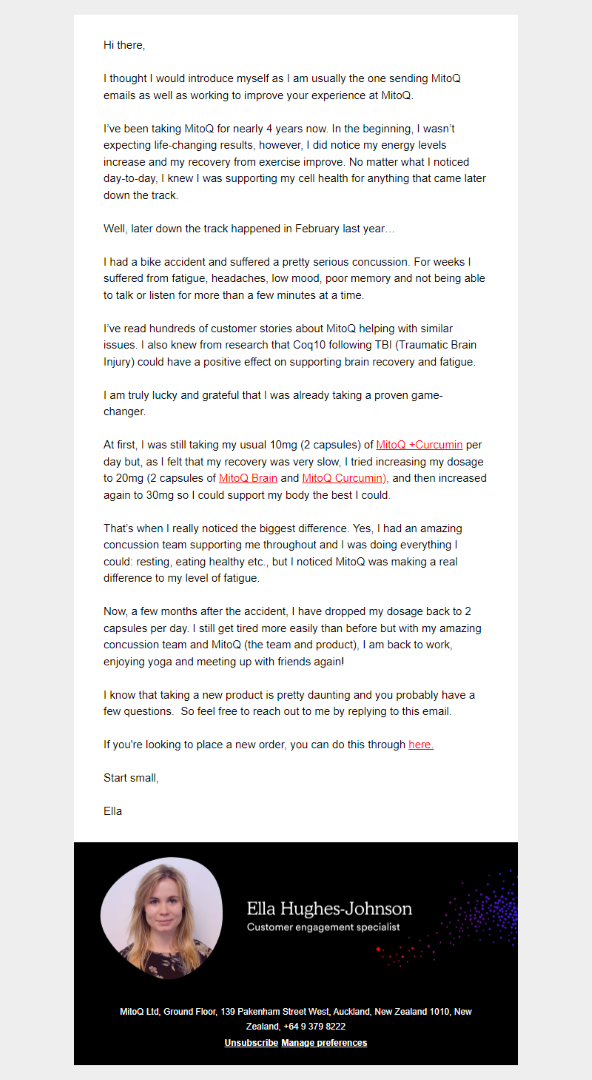 Hi there,
I thought I would introduce myself as I am usually the one sending MitoQ
emails as well as working to improve your experience at MitoQ.
I've been taking MitoQ for nearly 4 years now. In the beginning, I wasn't
expecting life-changing results, however, I did notice my energy levels
increase and my recovery from exercise improve. No matter what I noticed
day-to-day, I knew I was supporting my cell health for anything that came later
down the track.
Well, later down the track happened in February last year…
I had a bike accident and suffered a pretty serious concussion. For weeks I
suffered from fatigue, headaches, low mood, poor memory and not being able
to talk or listen for more than a few minutes at a time.
I've read hundreds of customer stories about MitoQ helping with similar
issues. I also knew from research that Coq10 following TBI (Traumatic Brain
Injury) could have a positive effect on supporting brain recovery and fatigue.
I am truly lucky and grateful that I was already taking a proven game-
changer.
At first, I was still taking my usual 10mg (2 capsules) of MitoQ +Curcumin per
day but, as I felt that my recovery was very slow, I tried increasing my dosage
to 20mg (2 capsules of MitoQ Brain and MitoQ Curcumin), and then increased
again to 30mg so I could support my body the best I could.
That's when I really noticed the biggest difference. Yes, I had an amazing
concussion team supporting me throughout and I was doing everything I
could: resting, eating healthy etc., but I noticed MitoQ was making a real
difference to my level of fatigue.
Now, a few months after the accident, I have dropped my dosage back to 2
capsules per day. I still get tired more easily than before but with my amazing
concussion team and MitoQ (the team and product), I am back to work,
enjoying yoga and meeting up with friends again!
I know that taking a new product is pretty daunting and you probably have a
few questions.  So feel free to reach out to me by replying to this email.
If you're looking to place a new order, you can do this through here.
Start small,
Ella
Ella Hughes-Johnson
Customer engagement specialist
MitoQ Ltd, Ground Floor, 139 Pakenham Street West, Auckland, New Zealand 1010, New
Zealand, +64 9 379 8222
Unsubscribe Manage preferences